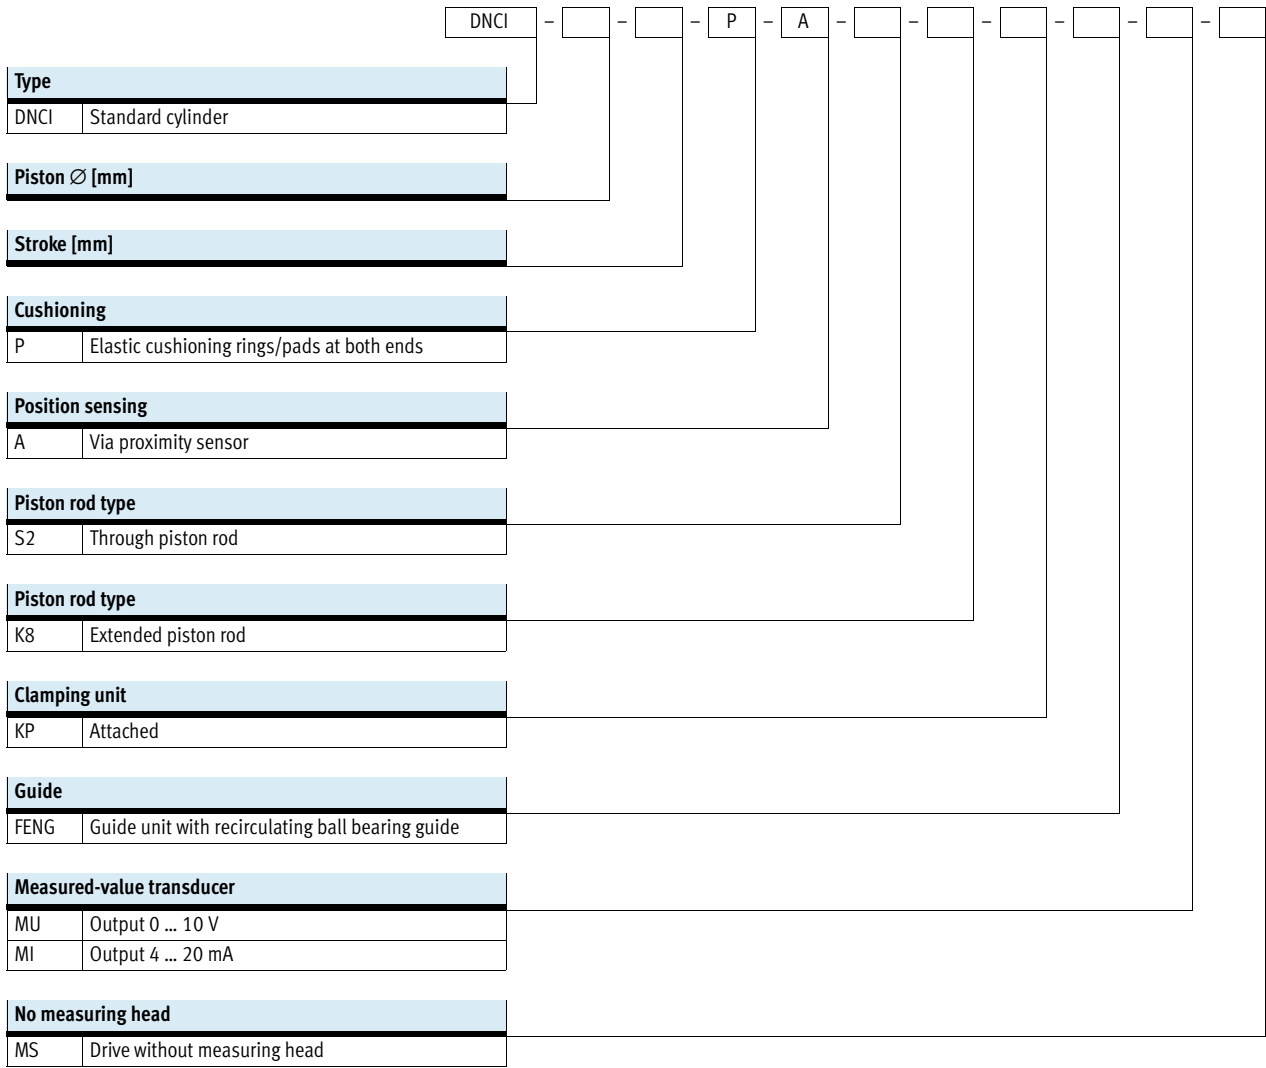 DNCI – – – P – A – – – – – –
Type
DNCI Standard cylinder
Piston ∅ [mm]
Stroke [mm]
Cushioning
P Elastic cushioning rings/pads at both ends
Position sensing
A Via proximity sensor
Piston rod type
S2 Through piston rod
Piston rod type
K8 Extended piston rod
Clamping unit
KP Attached
Guide
FENG Guide unit with recirculating ball bearing guide
Measured-value transducer
MU Output 0 ... 10 V
MI Output 4 ... 20 mA
No measuring head
MS Drive without measuring head